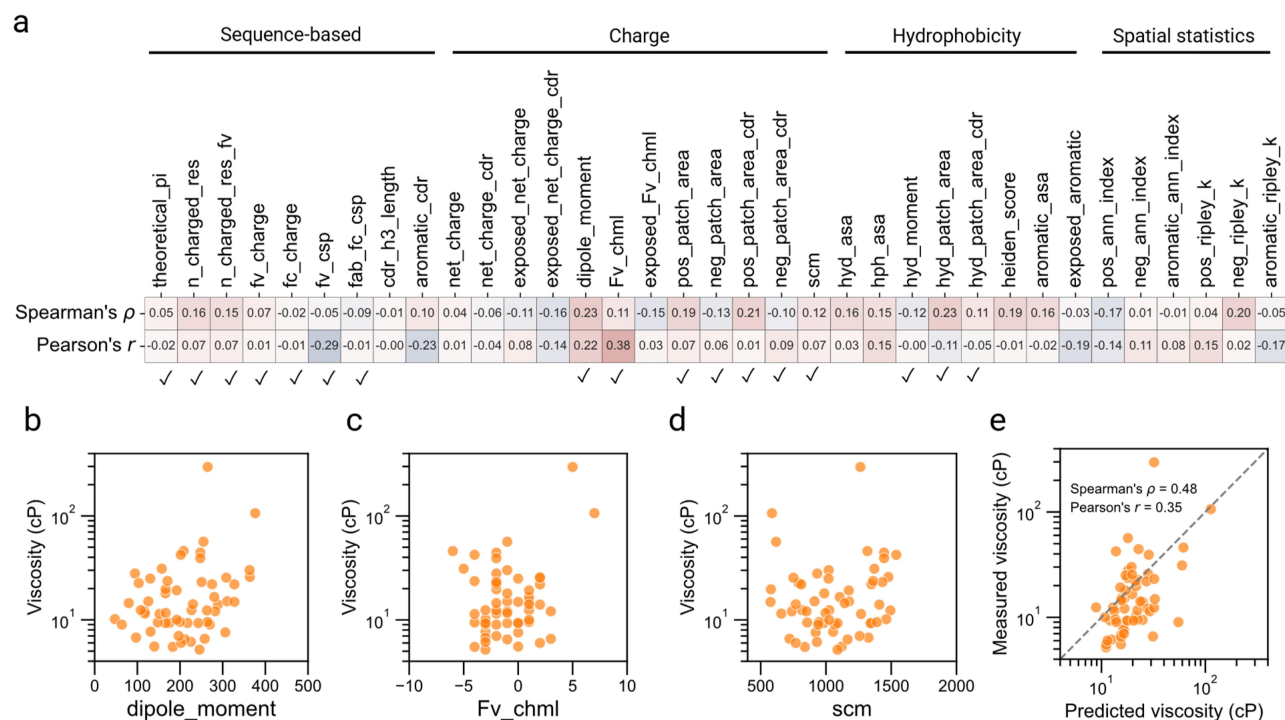 a
Sequence-based
Charge
Hydrophobicity
Spatial statistics
theoretical_pi
n_charged_res
n_charged_res_fv
fv_charge
fc_charge
fv_csp
fab_fc_csp
cdr_h3_length
aromatic_cdr
net_charge
net_charge_cdr
exposed_net_charge
exposed_net_charge_cdr
dipole_moment
Fv_chml
exposed_Fv_chml
pos_patch_area
neg_patch_area
pos_patch_area_cdr
neg_patch_area_cdr
scm
hyd_asa
hph_asa
hyd_moment
hyd_patch_area
hyd_patch_area_cdr
heiden_score
aromatic_asa
exposed_aromatic
pos_ann_index
neg_ann_index
aromatic_ann_index
pos_ripley_k
neg_ripley_k
aromatic_ripley_k
Spearman's ρ 0.05 0.16 0.15 0.07 -0.02 -0.05 -0.09 -0.01 0.10 0.04 -0.06 -0.11 -0.16 0.23 0.11 -0.15 0.19 -0.13 0.21 -0.10 0.12 0.16 0.15 -0.12 0.23 0.11 0.19 0.16 -0.03 -0.17 0.01 -0.01 0.04 0.20 -0.05
Pearson's r -0.02 0.07 0.07 0.01 -0.01 -0.29 -0.01 -0.00 -0.23 0.01 -0.04 0.08 -0.14 0.22 0.38 0.03 0.07 0.06 0.01 0.09 0.07 0.03 0.15 -0.00 -0.11 -0.05 -0.01 -0.02 -0.19 -0.14 0.11 0.08 0.15 0.02 -0.17
✓ ✓ ✓ ✓ ✓ ✓ ✓ ✓ ✓ ✓ ✓ ✓ ✓ ✓ ✓ ✓ ✓
b
Viscosity (cP)
10²
10¹
0 100 200 300 400 500
dipole_moment
c
Viscosity (cP)
10²
10¹
−10 −5 0 5 10
Fv_chml
d
Viscosity (cP)
10²
10¹
500 1000 1500 2000
scm
e
Measured viscosity (cP)
10²
10¹
Spearman's ρ = 0.48
Pearson's r = 0.35
10¹ 10²
Predicted viscosity (cP)